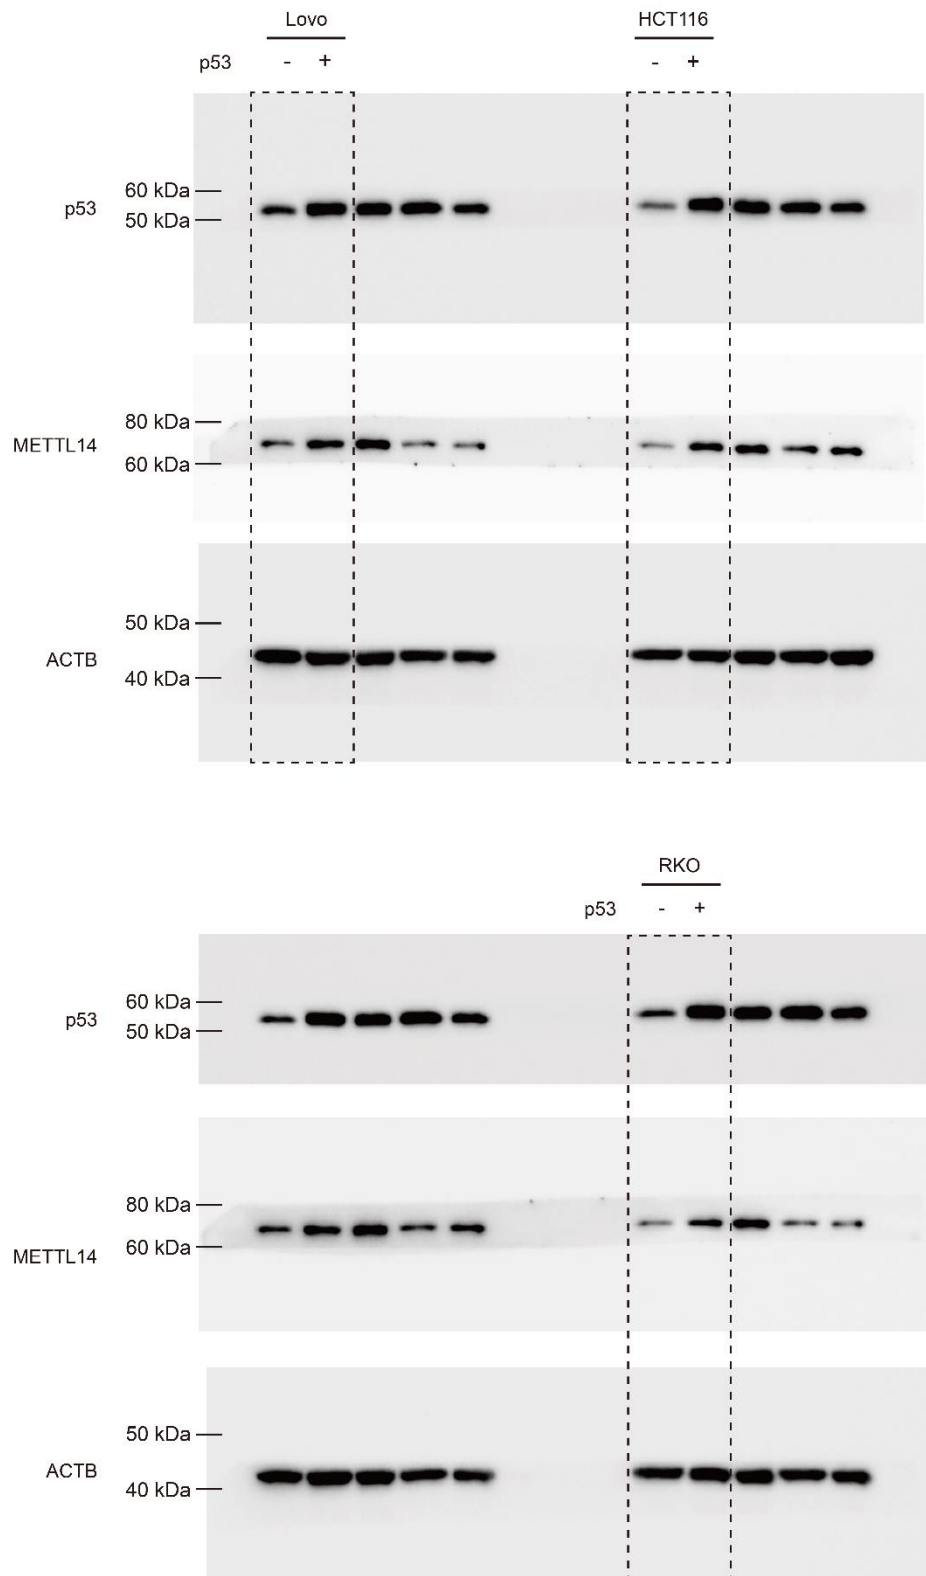 Lovo HCT116
p53 - + - +
60 kDa
p53
50 kDa
80 kDa
METTL14
60 kDa
50 kDa
ACTB
40 kDa
RKO
p53 - +
60 kDa
p53
50 kDa
80 kDa
METTL14
60 kDa
50 kDa
ACTB
40 kDa